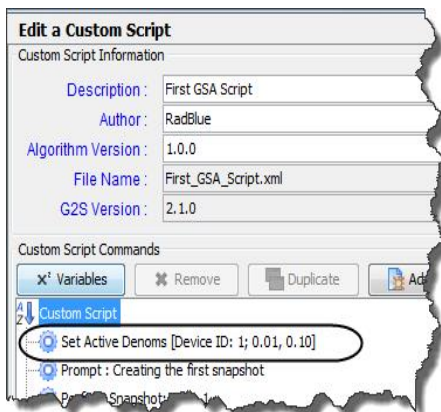 Edit a Custom Script
Custom Script Information
Description : First GSA Script
Author : RadBlue
Algorithm Version : 1.0.0
File Name : First_GSA_Script.xml
G2S Version : 2.1.0
Custom Script Commands
x² Variables Remove Duplicate
Custom Script
Set Active Denoms [Device ID: 1; 0.01, 0.10]
Prompt : Creating the first snapshot